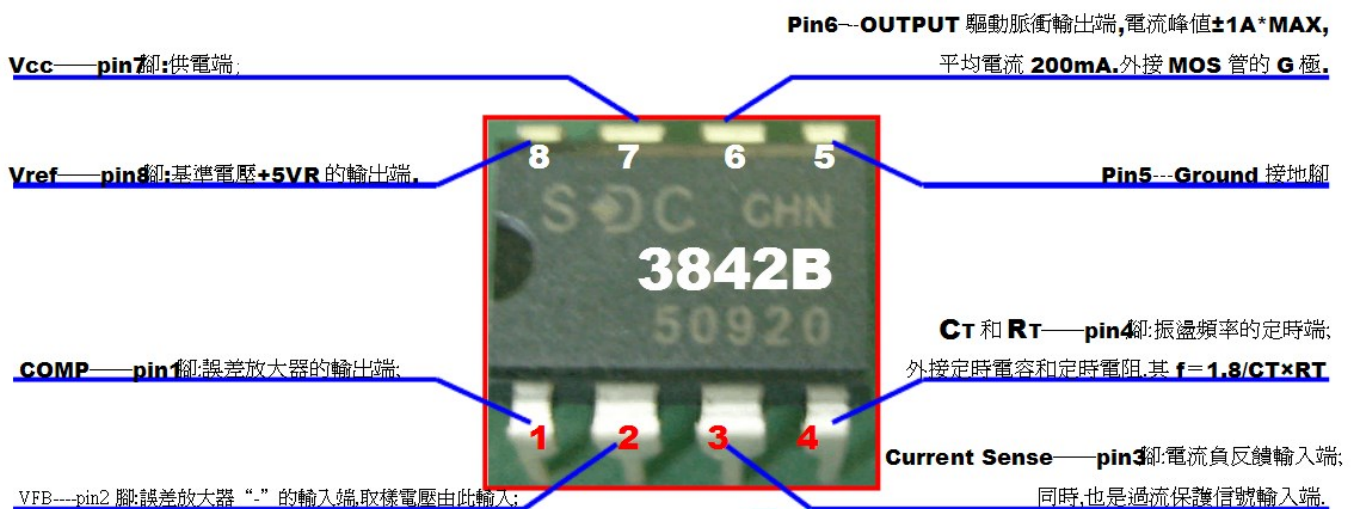 Pin6---OUTPUT 驅動脈衝輸出端,電流峰值±1A*MAX,
平均電流 200mA.外接 MOS 管的 G 極.
Vcc——pin7腳:供電端;
Vref——pin8腳:基準電壓+5VR 的輸出端.
Pin5---Ground 接地腳
8 7 6 5
SDC CHN
3842B
50920
CT 和 RT——pin4腳:振盪頻率的定時端;
外接定時電容和定時電阻.其 f＝1.8/CT×RT
COMP——pin1腳:誤差放大器的輸出端;
1 2 3 4
Current Sense——pin3腳:電流負反饋輸入端;
同時,也是過流保護信號輸入端.
VFB----pin2 腳:誤差放大器“-”的輸入端,取樣電壓由此輸入;